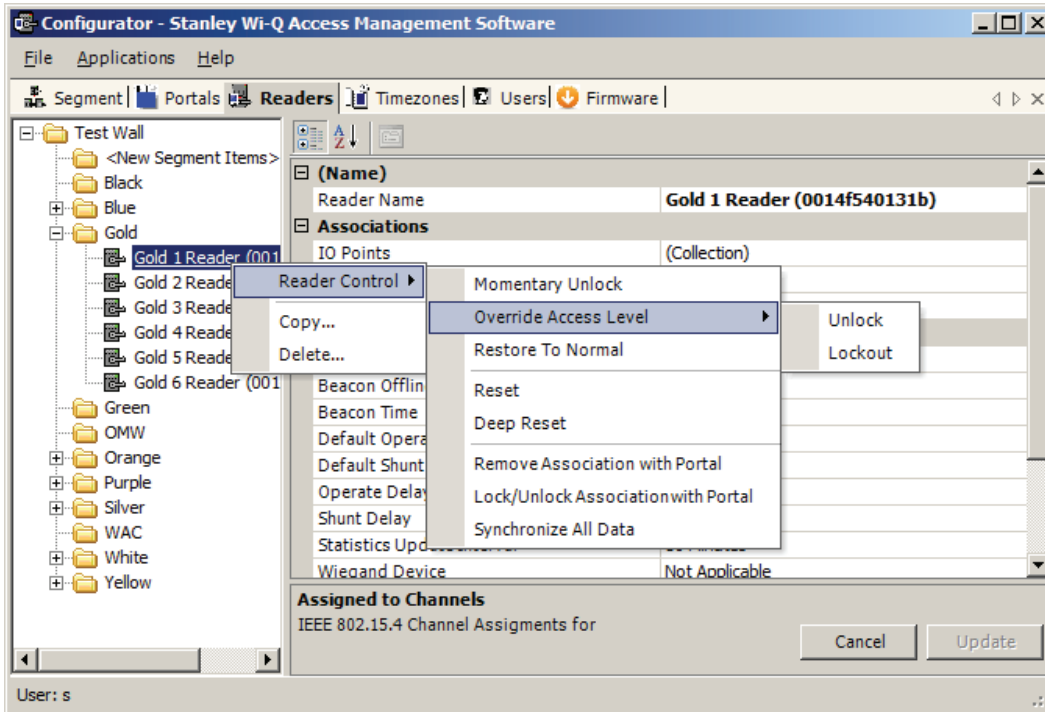 Configurator - Stanley Wi-Q Access Management Software
File Applications Help
Segment Portals Readers Timezones Users Firmware
Test Wall
<New Segment Items>
Black
Blue
Gold
Gold 1 Reader (001
Gold 2 Reade
Gold 3 Reade
Gold 4 Reade
Gold 5 Reade
Gold 6 Reader (001
Green
OMW
Orange
Purple
Silver
WAC
White
Yellow
(Name)
Reader Name Gold 1 Reader (0014f540131b)
Associations
IO Points (Collection)
Beacon Offlin
Beacon Time
Default Opera
Default Shunt
Operate Delay
Shunt Delay
Statistics
Wiegand Device Not Applicable
Reader Control
Copy...
Delete...
Momentary Unlock
Override Access Level
Restore To Normal
Reset
Deep Reset
Remove Association with Portal
Lock/Unlock Association with Portal
Synchronize All Data
Unlock
Lockout
Assigned to Channels
IEEE 802.15.4 Channel Assigments for
Cancel Update
User: s